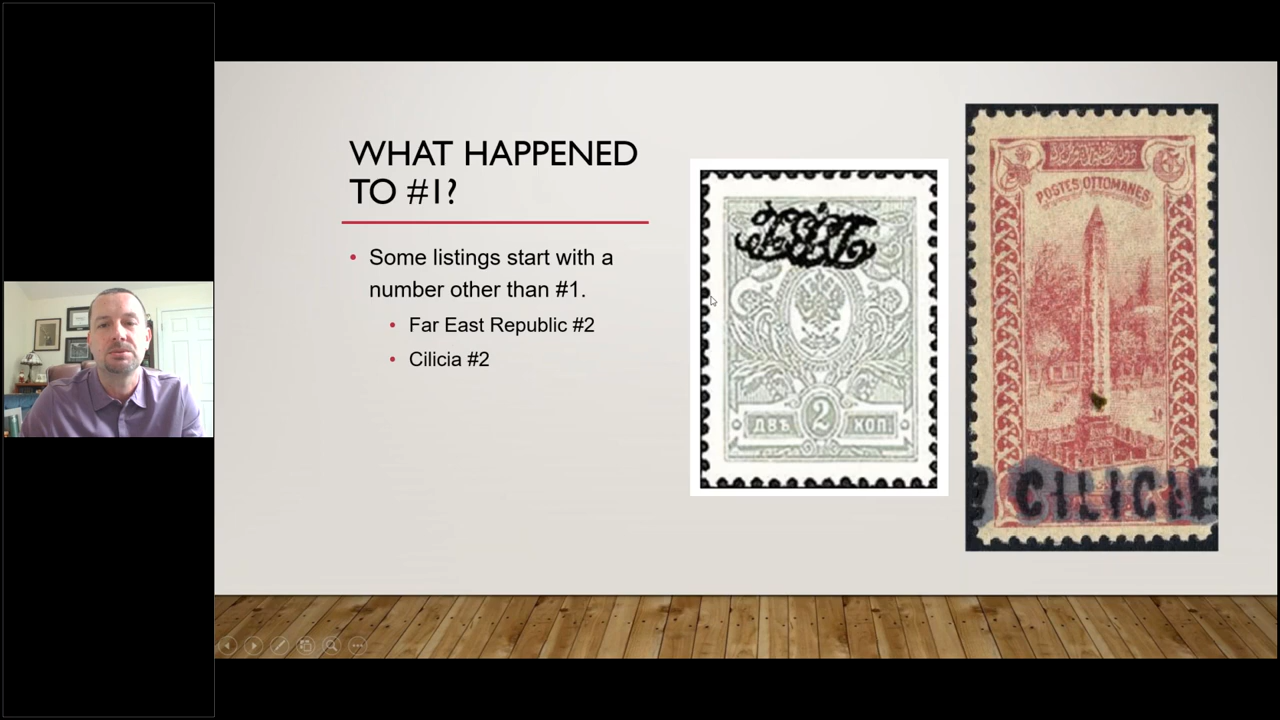 WHAT HAPPENED
TO #1?
• Some listings start with a
number other than #1.
• Far East Republic #2
• Cilicia #2
2
ДВѢ КОП.
POSTES OTTOMANES
CILICIE